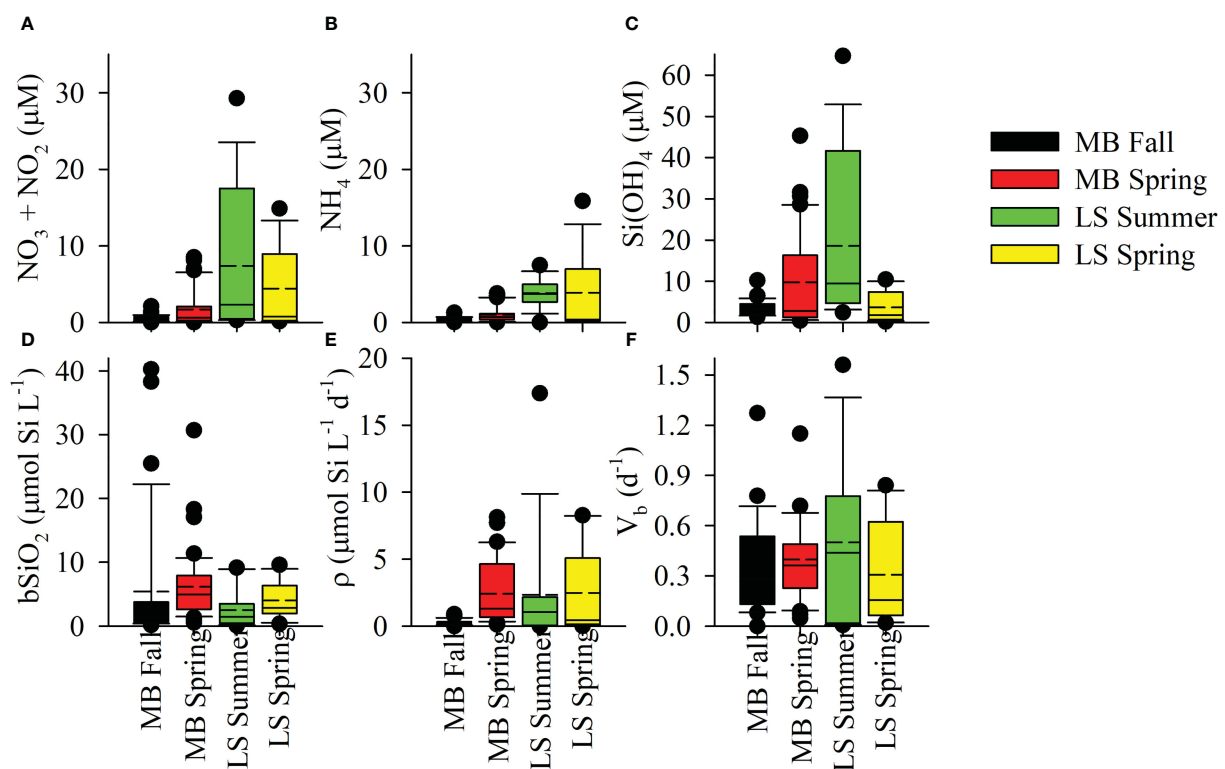 A
NO3 + NO2 (μM)
30
20
10
0
B
NH4 (μM)
30
20
10
0
C
Si(OH)4 (μM)
60
50
40
30
20
10
0
MB Fall
MB Spring
LS Summer
LS Spring
D
bSiO2 (μmol Si L-1)
40
30
20
10
0
MB Fall
MB Spring
LS Summer
LS Spring
E
ρ (μmol Si L-1 d-1)
20
15
10
5
0
MB Fall
MB Spring
LS Summer
LS Spring
F
Vb (d-1)
1.5
1.2
0.9
0.6
0.3
0.0
MB Fall
MB Spring
LS Summer
LS Spring